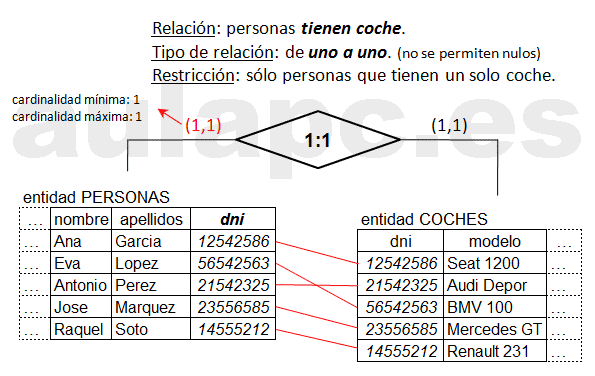 Relación: personas tienen coche.
Tipo de relación: de uno a uno. (no se permiten nulos)
Restricción: sólo personas que tienen un solo coche.
cardinalidad mínima: 1
cardinalidad máxima: 1
(1,1)
1:1
(1,1)
aulapc.es
entidad PERSONAS
... nombre apellidos dni
... Ana Garcia 12542586
... Eva Lopez 56542563
... Antonio Perez 21542325
... Jose Marquez 23556585
... Raquel Soto 14555212
entidad COCHES
dni modelo ...
12542586 Seat 1200 ...
21542325 Audi Depor ...
56542563 BMV 100 ...
23556585 Mercedes GT ...
14555212 Renault 231 ...